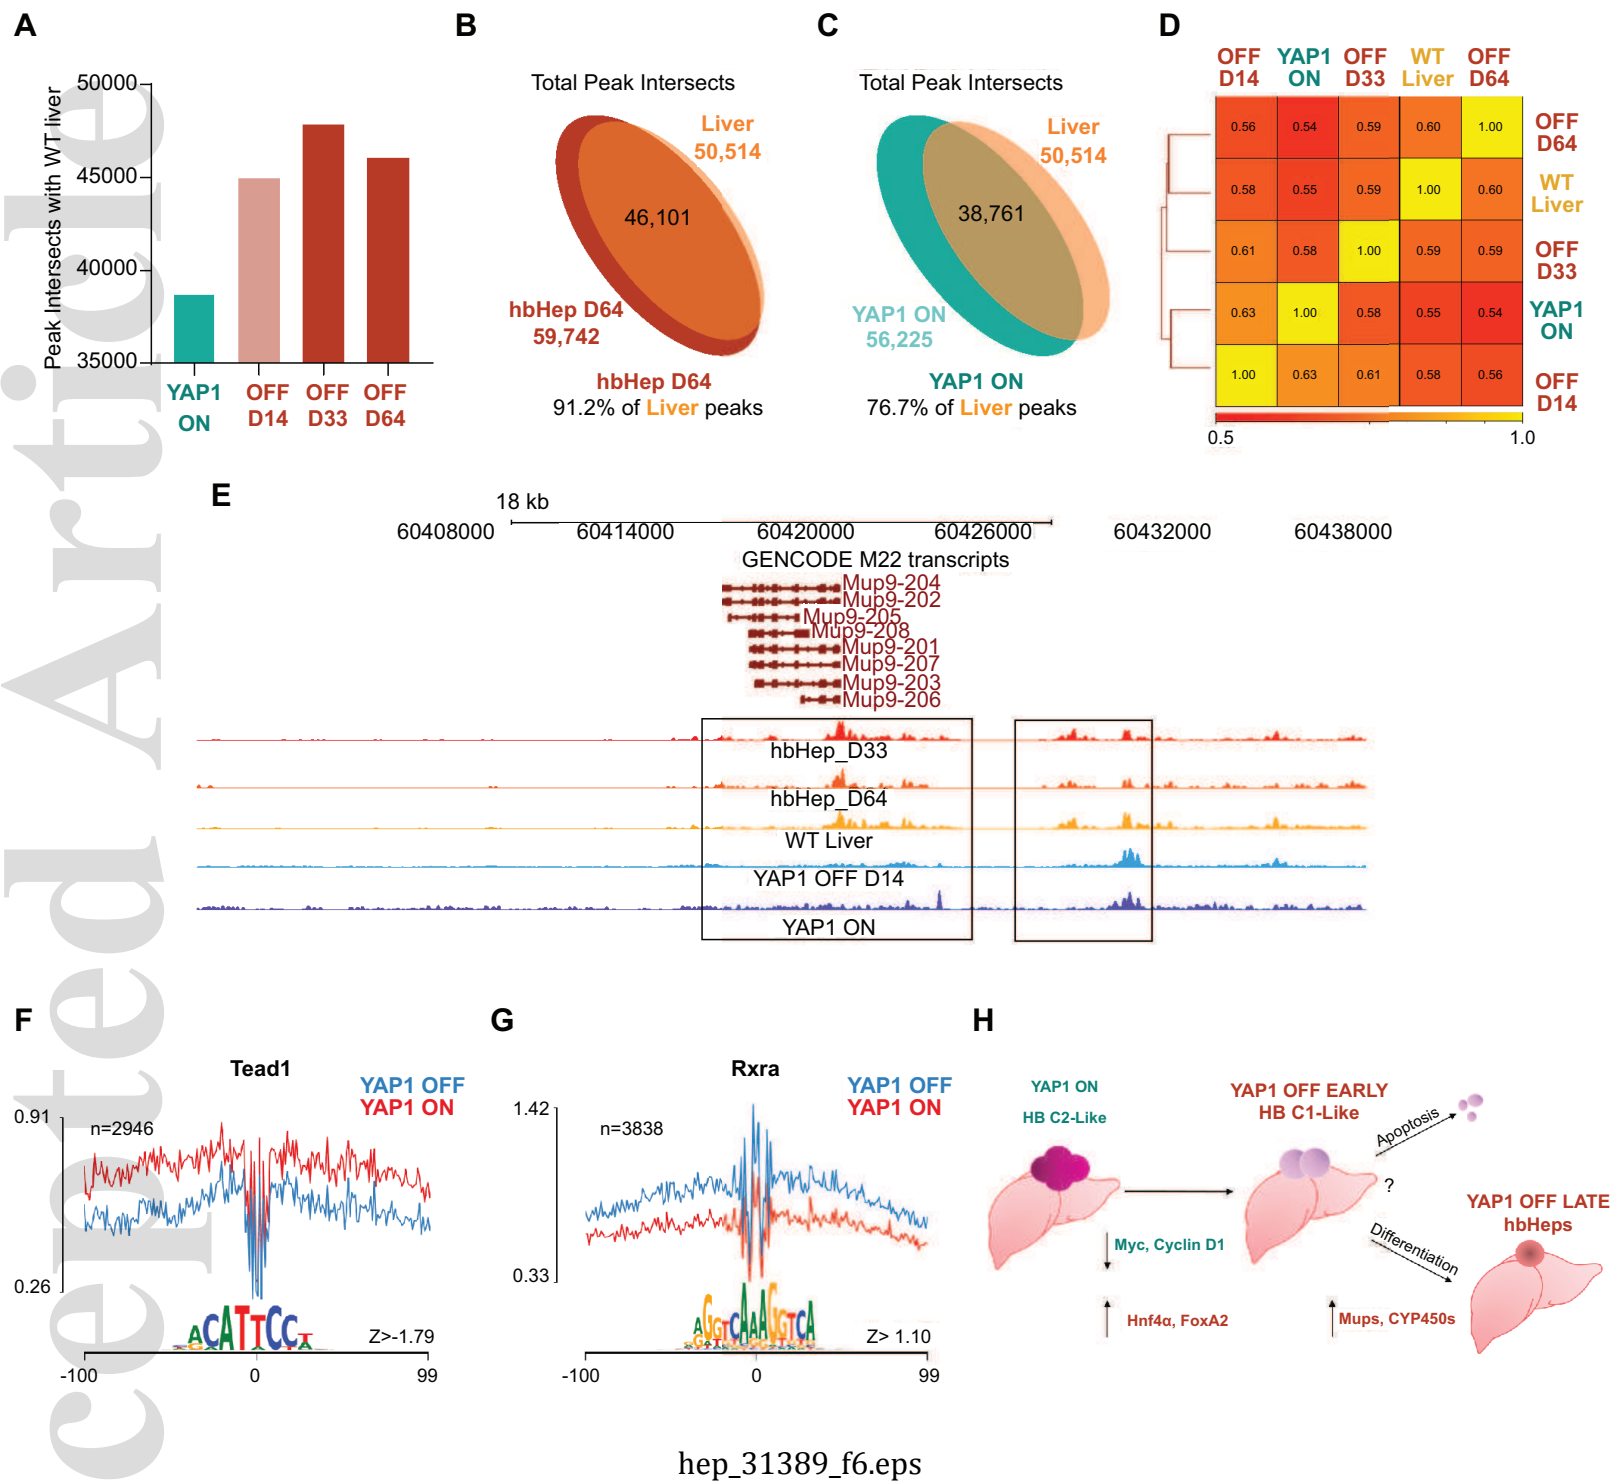 A
Peak Intersects with WT liver
50000
45000
40000
35000
YAP1
ON
OFF
D14
OFF
D33
OFF
D64
B
Total Peak Intersects
Liver
50,514
46,101
hbHep D64
59,742
hbHep D64
91.2% of Liver peaks
C
Total Peak Intersects
Liver
50,514
38,761
YAP1 ON
56,225
YAP1 ON
76.7% of Liver peaks
D
OFF YAP1 OFF WT OFF
D14 ON D33 Liver D64
0.56 0.54 0.59 0.60 1.00
OFF
D64
0.58 0.55 0.59 1.00 0.60
WT
Liver
0.61 0.58 1.00 0.59 0.59
OFF
D33
0.63 1.00 0.58 0.55 0.54
YAP1
ON
1.00 0.63 0.61 0.58 0.56
OFF
D14
0.5 1.0
E
18 kb
60408000 60414000 60420000 60426000 60432000 60438000
GENCODE M22 transcripts
Mup9-204
Mup9-202
Mup9-205
Mup9-208
Mup9-201
Mup9-207
Mup9-203
Mup9-206
hbHep_D33
hbHep_D64
WT Liver
YAP1 OFF D14
YAP1 ON
F
Tead1
YAP1 OFF
YAP1 ON
0.91
n=2946
0.26
ACATTCCT
Z>-1.79
-100 0 99
G
Rxra
YAP1 OFF
YAP1 ON
1.42
n=3838
0.33
AGGTCAAAGGTCA
Z> 1.10
-100 0 99
H
YAP1 ON
HB C2-Like
YAP1 OFF EARLY
HB C1-Like
Apoptosis
?
YAP1 OFF LATE
hbHeps
Differentiation
Myc, Cyclin D1
Hnf4α, FoxA2
Mups, CYP450s
cepted Article
hep_31389_f6.eps